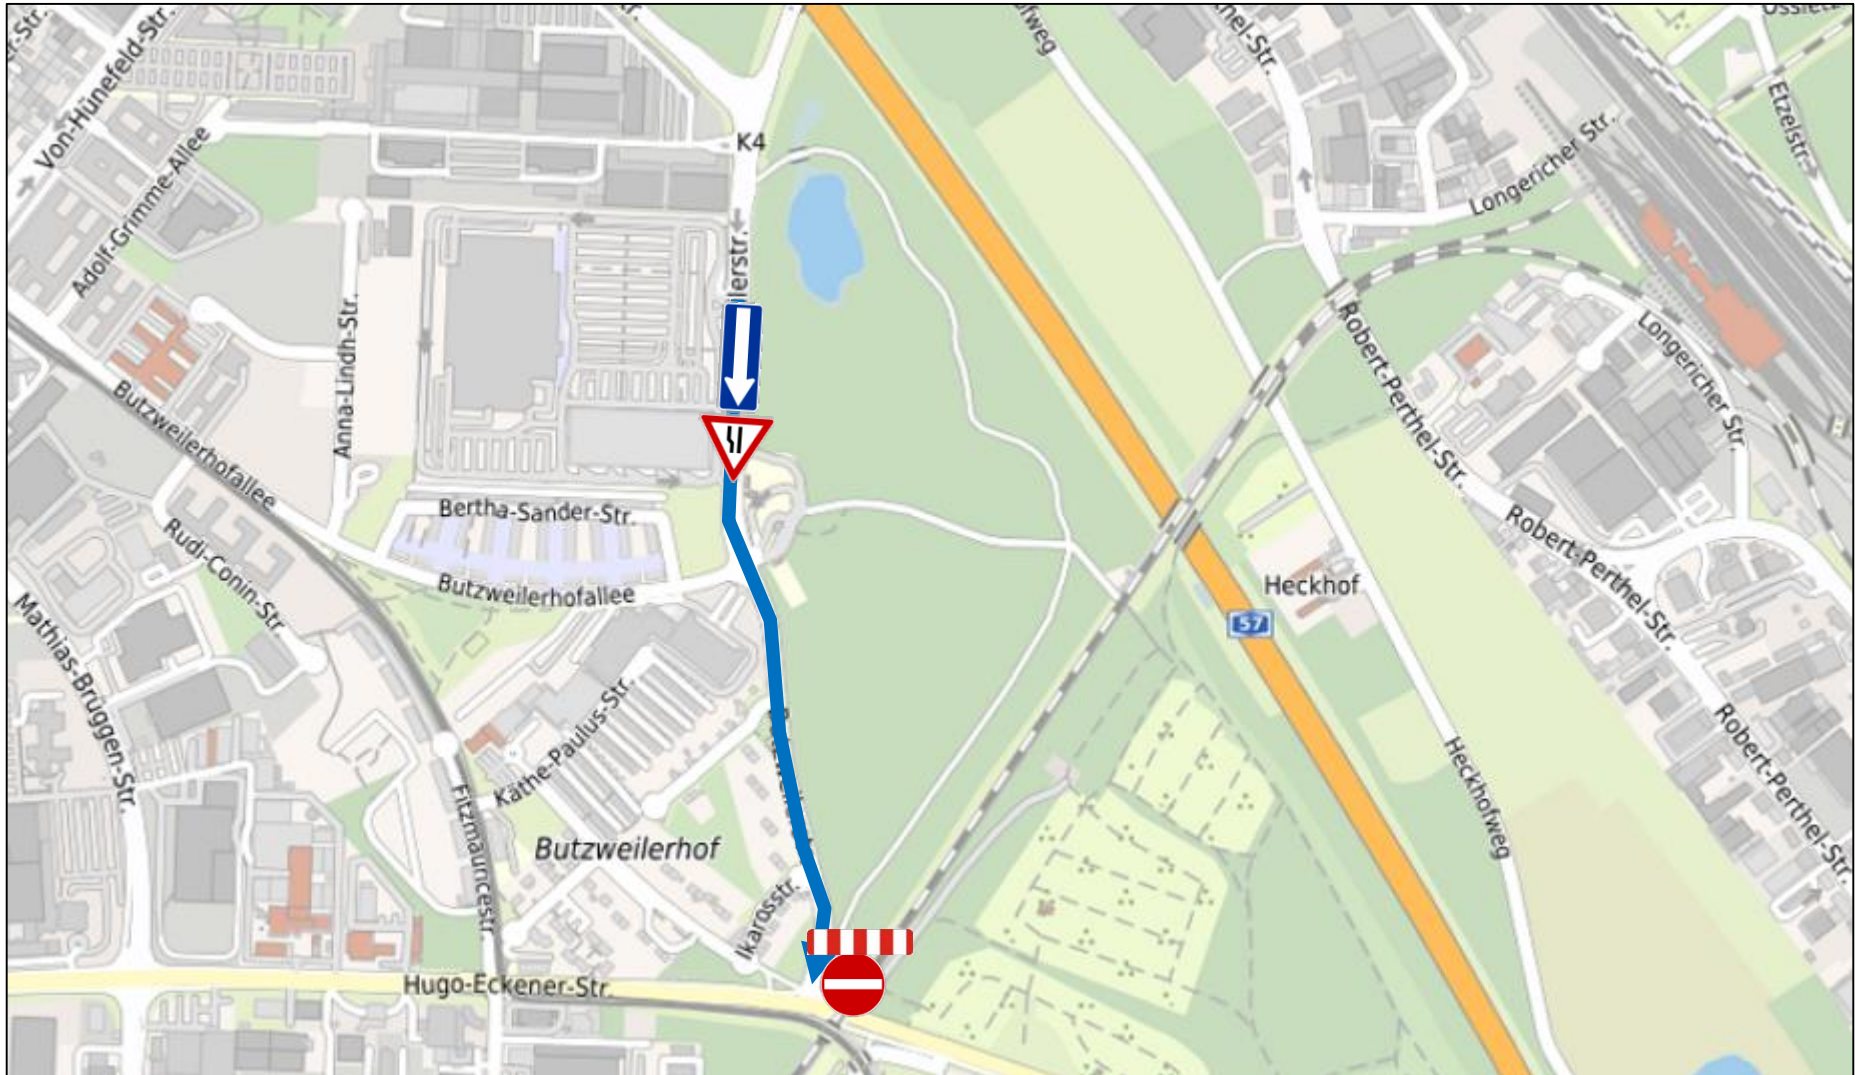 Von-Hünefeld-Str.
Adolf-Grimme-Allee
K4
Longericher Str.
Etzelstr.
Anna-Lindh-Str.
Robert-Perthel-Str.
Longericher Str.
Butzweilerhofallee
Bertha-Sander-Str.
Rudi-Conin-Str.
Butzweilerhofallee
Heckhof
57
Robert-Perthel-Str.
Mathias-Brüggen-Str.
Käthe-Paulus-Str.
Robert-Perthel-Str.
Heckhofweg
Fitzmauricestr.
Butzweilerhof
Ikarosstr.
Hugo-Eckener-Str.